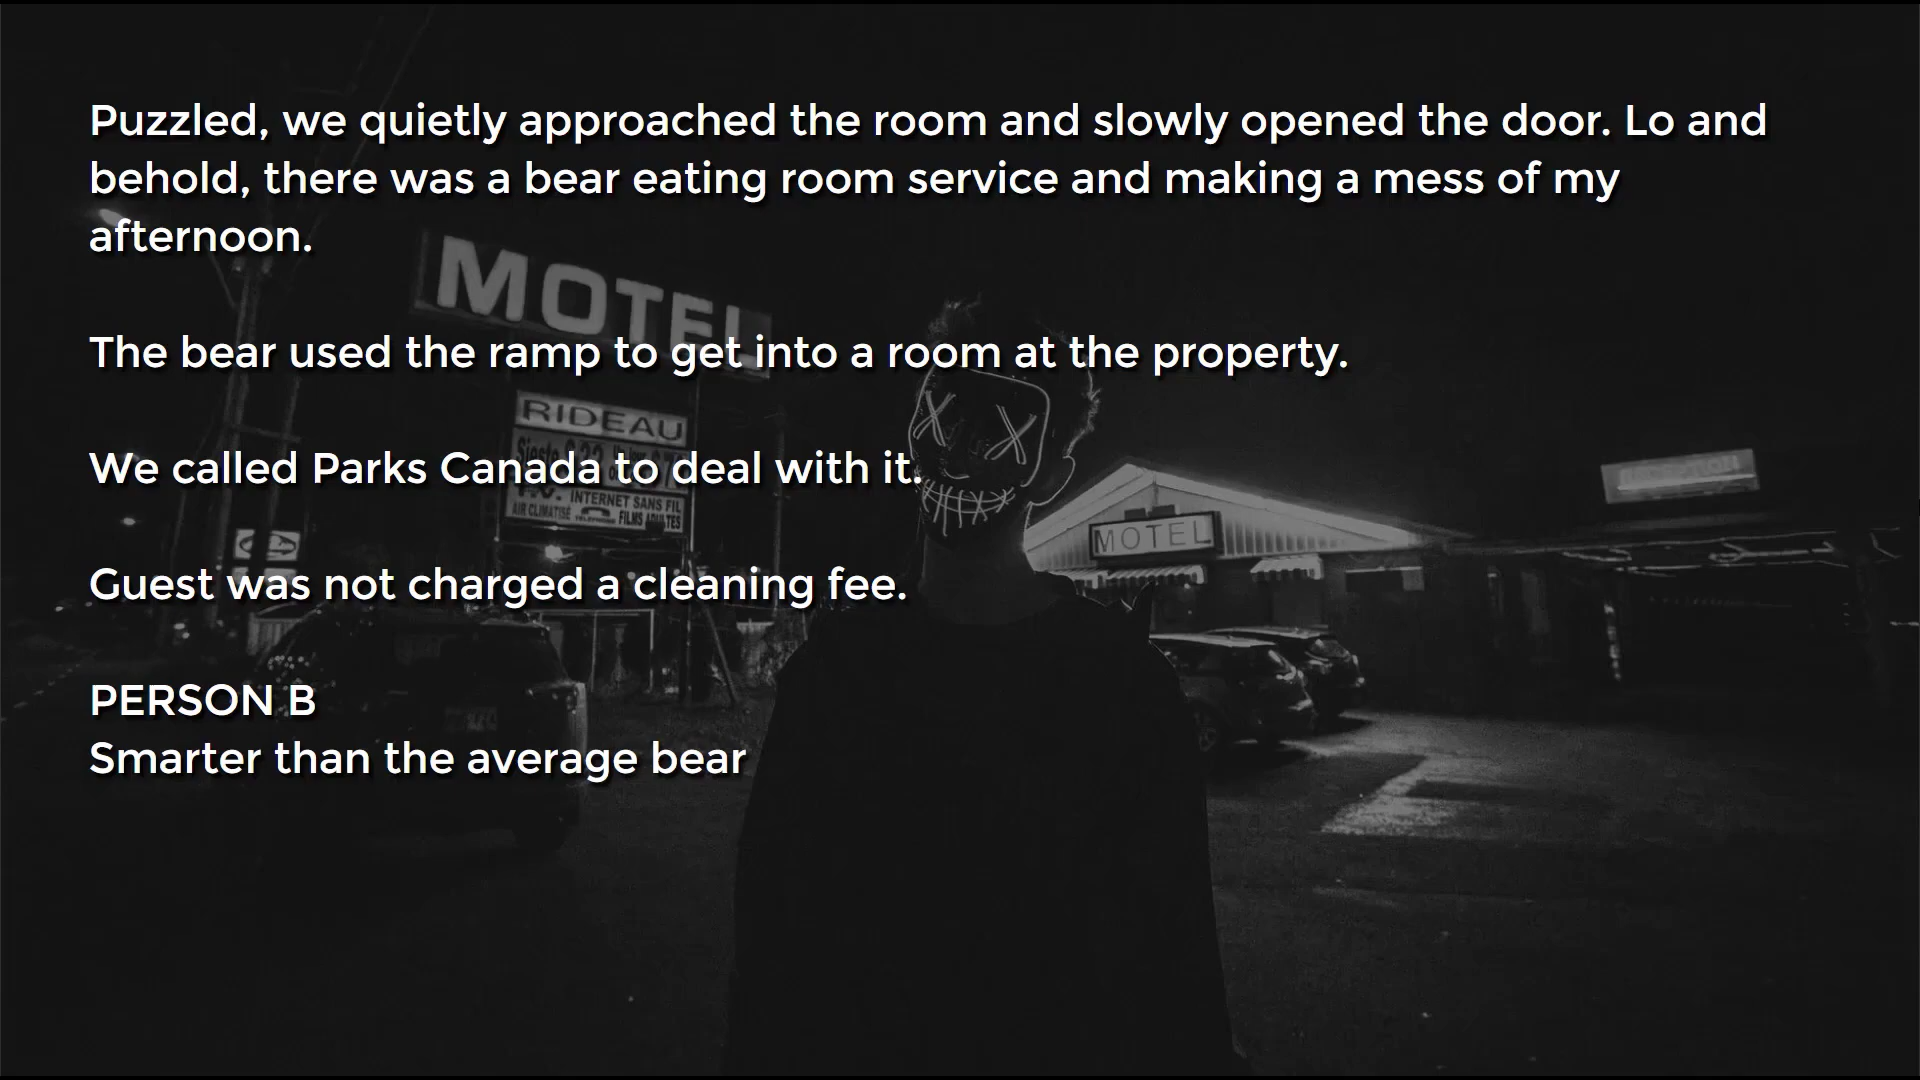 Puzzled, we quietly approached the room and slowly opened the door. Lo and
behold, there was a bear eating room service and making a mess of my
afternoon.
The bear used the ramp to get into a room at the property.
We called Parks Canada to deal with it.
Guest was not charged a cleaning fee.
PERSON B
Smarter than the average bear
MOTEL
RIDEAU
INTERNET SANS FIL
AIR CLIMATISÉ
FILMS ADULTES
MOTEL
RECEPTION